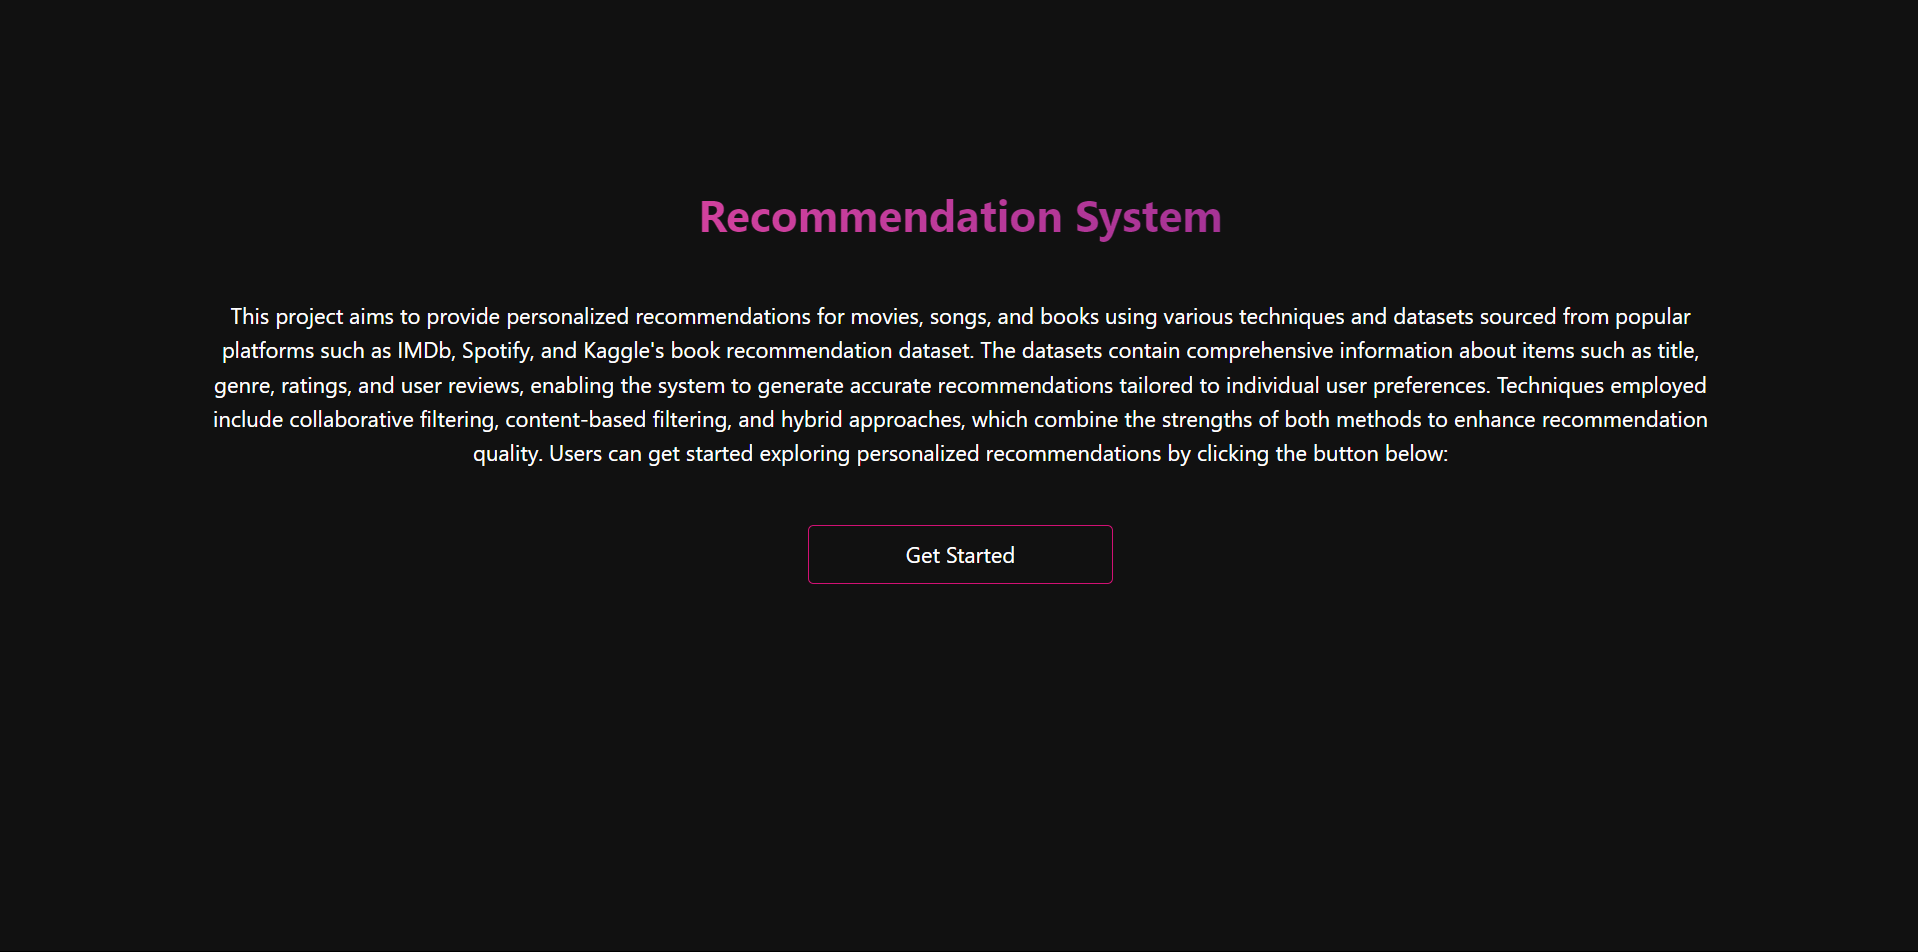 Recommendation System
This project aims to provide personalized recommendations for movies, songs, and books using various techniques and datasets sourced from popular
platforms such as IMDb, Spotify, and Kaggle's book recommendation dataset. The datasets contain comprehensive information about items such as title,
genre, ratings, and user reviews, enabling the system to generate accurate recommendations tailored to individual user preferences. Techniques employed
include collaborative filtering, content-based filtering, and hybrid approaches, which combine the strengths of both methods to enhance recommendation
quality. Users can get started exploring personalized recommendations by clicking the button below:
Get Started